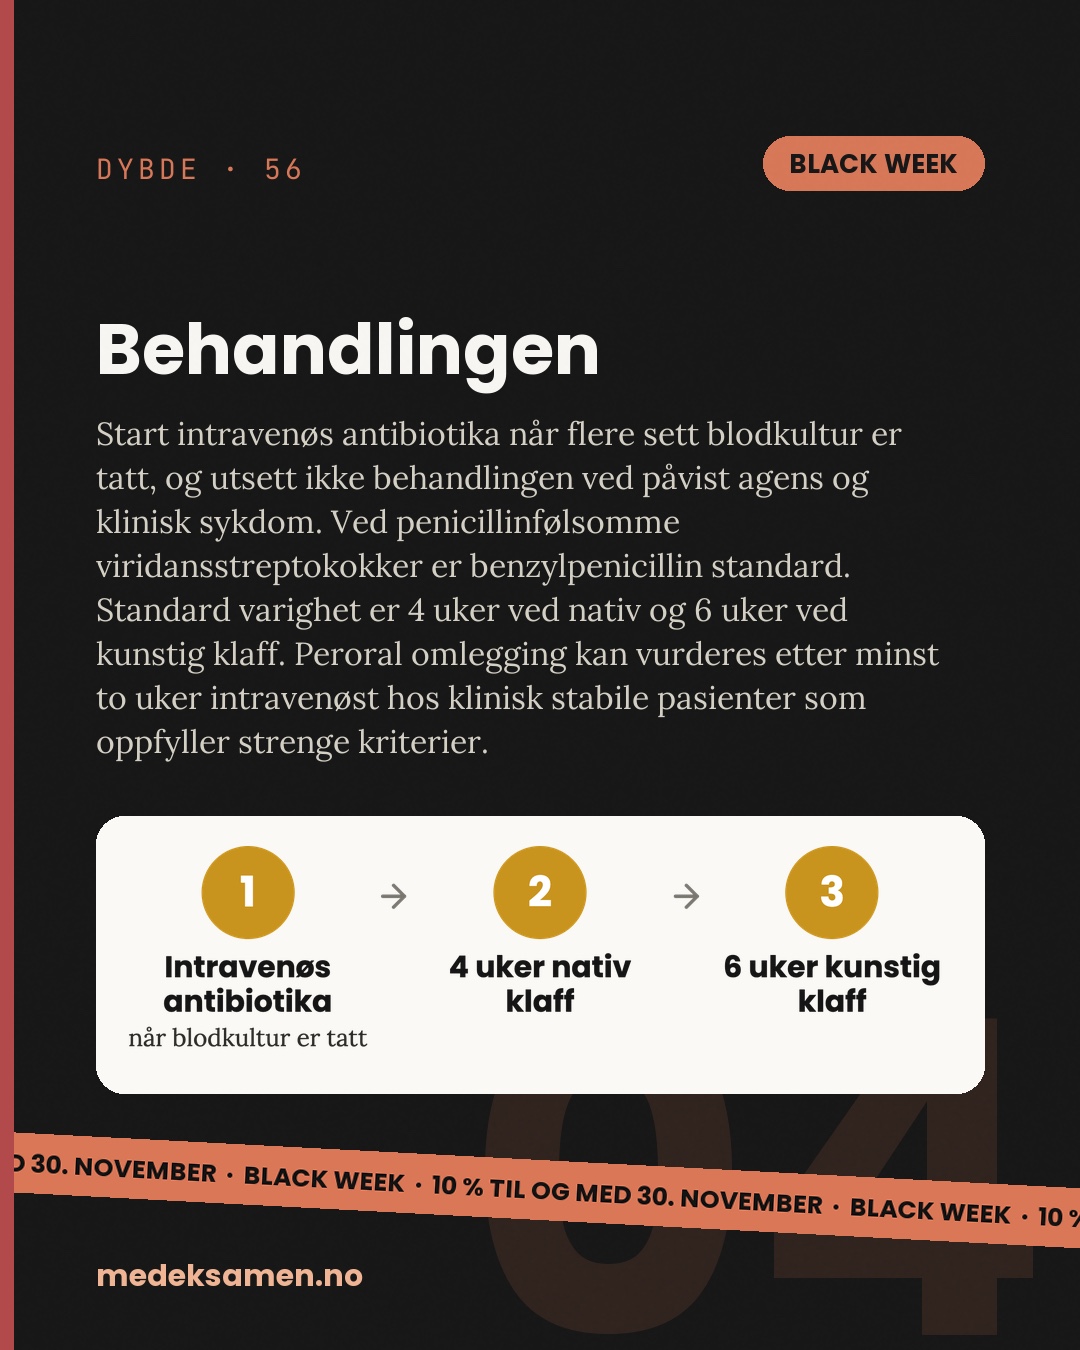 DYBDE · 56
BLACK WEEK
Behandlingen
Start intravenøs antibiotika når flere sett blodkultur er
tatt, og utsett ikke behandlingen ved påvist agens og
klinisk sykdom. Ved penicillinfølsomme
viridansstreptokokker er benzylpenicillin standard.
Standard varighet er 4 uker ved nativ og 6 uker ved
kunstig klaff. Peroral omlegging kan vurderes etter minst
to uker intravenøst hos klinisk stabile pasienter som
oppfyller strenge kriterier.
1
Intravenøs
antibiotika
når blodkultur er tatt
→
2
4 uker nativ
klaff
→
3
6 uker kunstig
klaff
04
30. NOVEMBER · BLACK WEEK · 10 % TIL OG MED 30. NOVEMBER · BLACK WEEK · 10 %
medeksamen.no